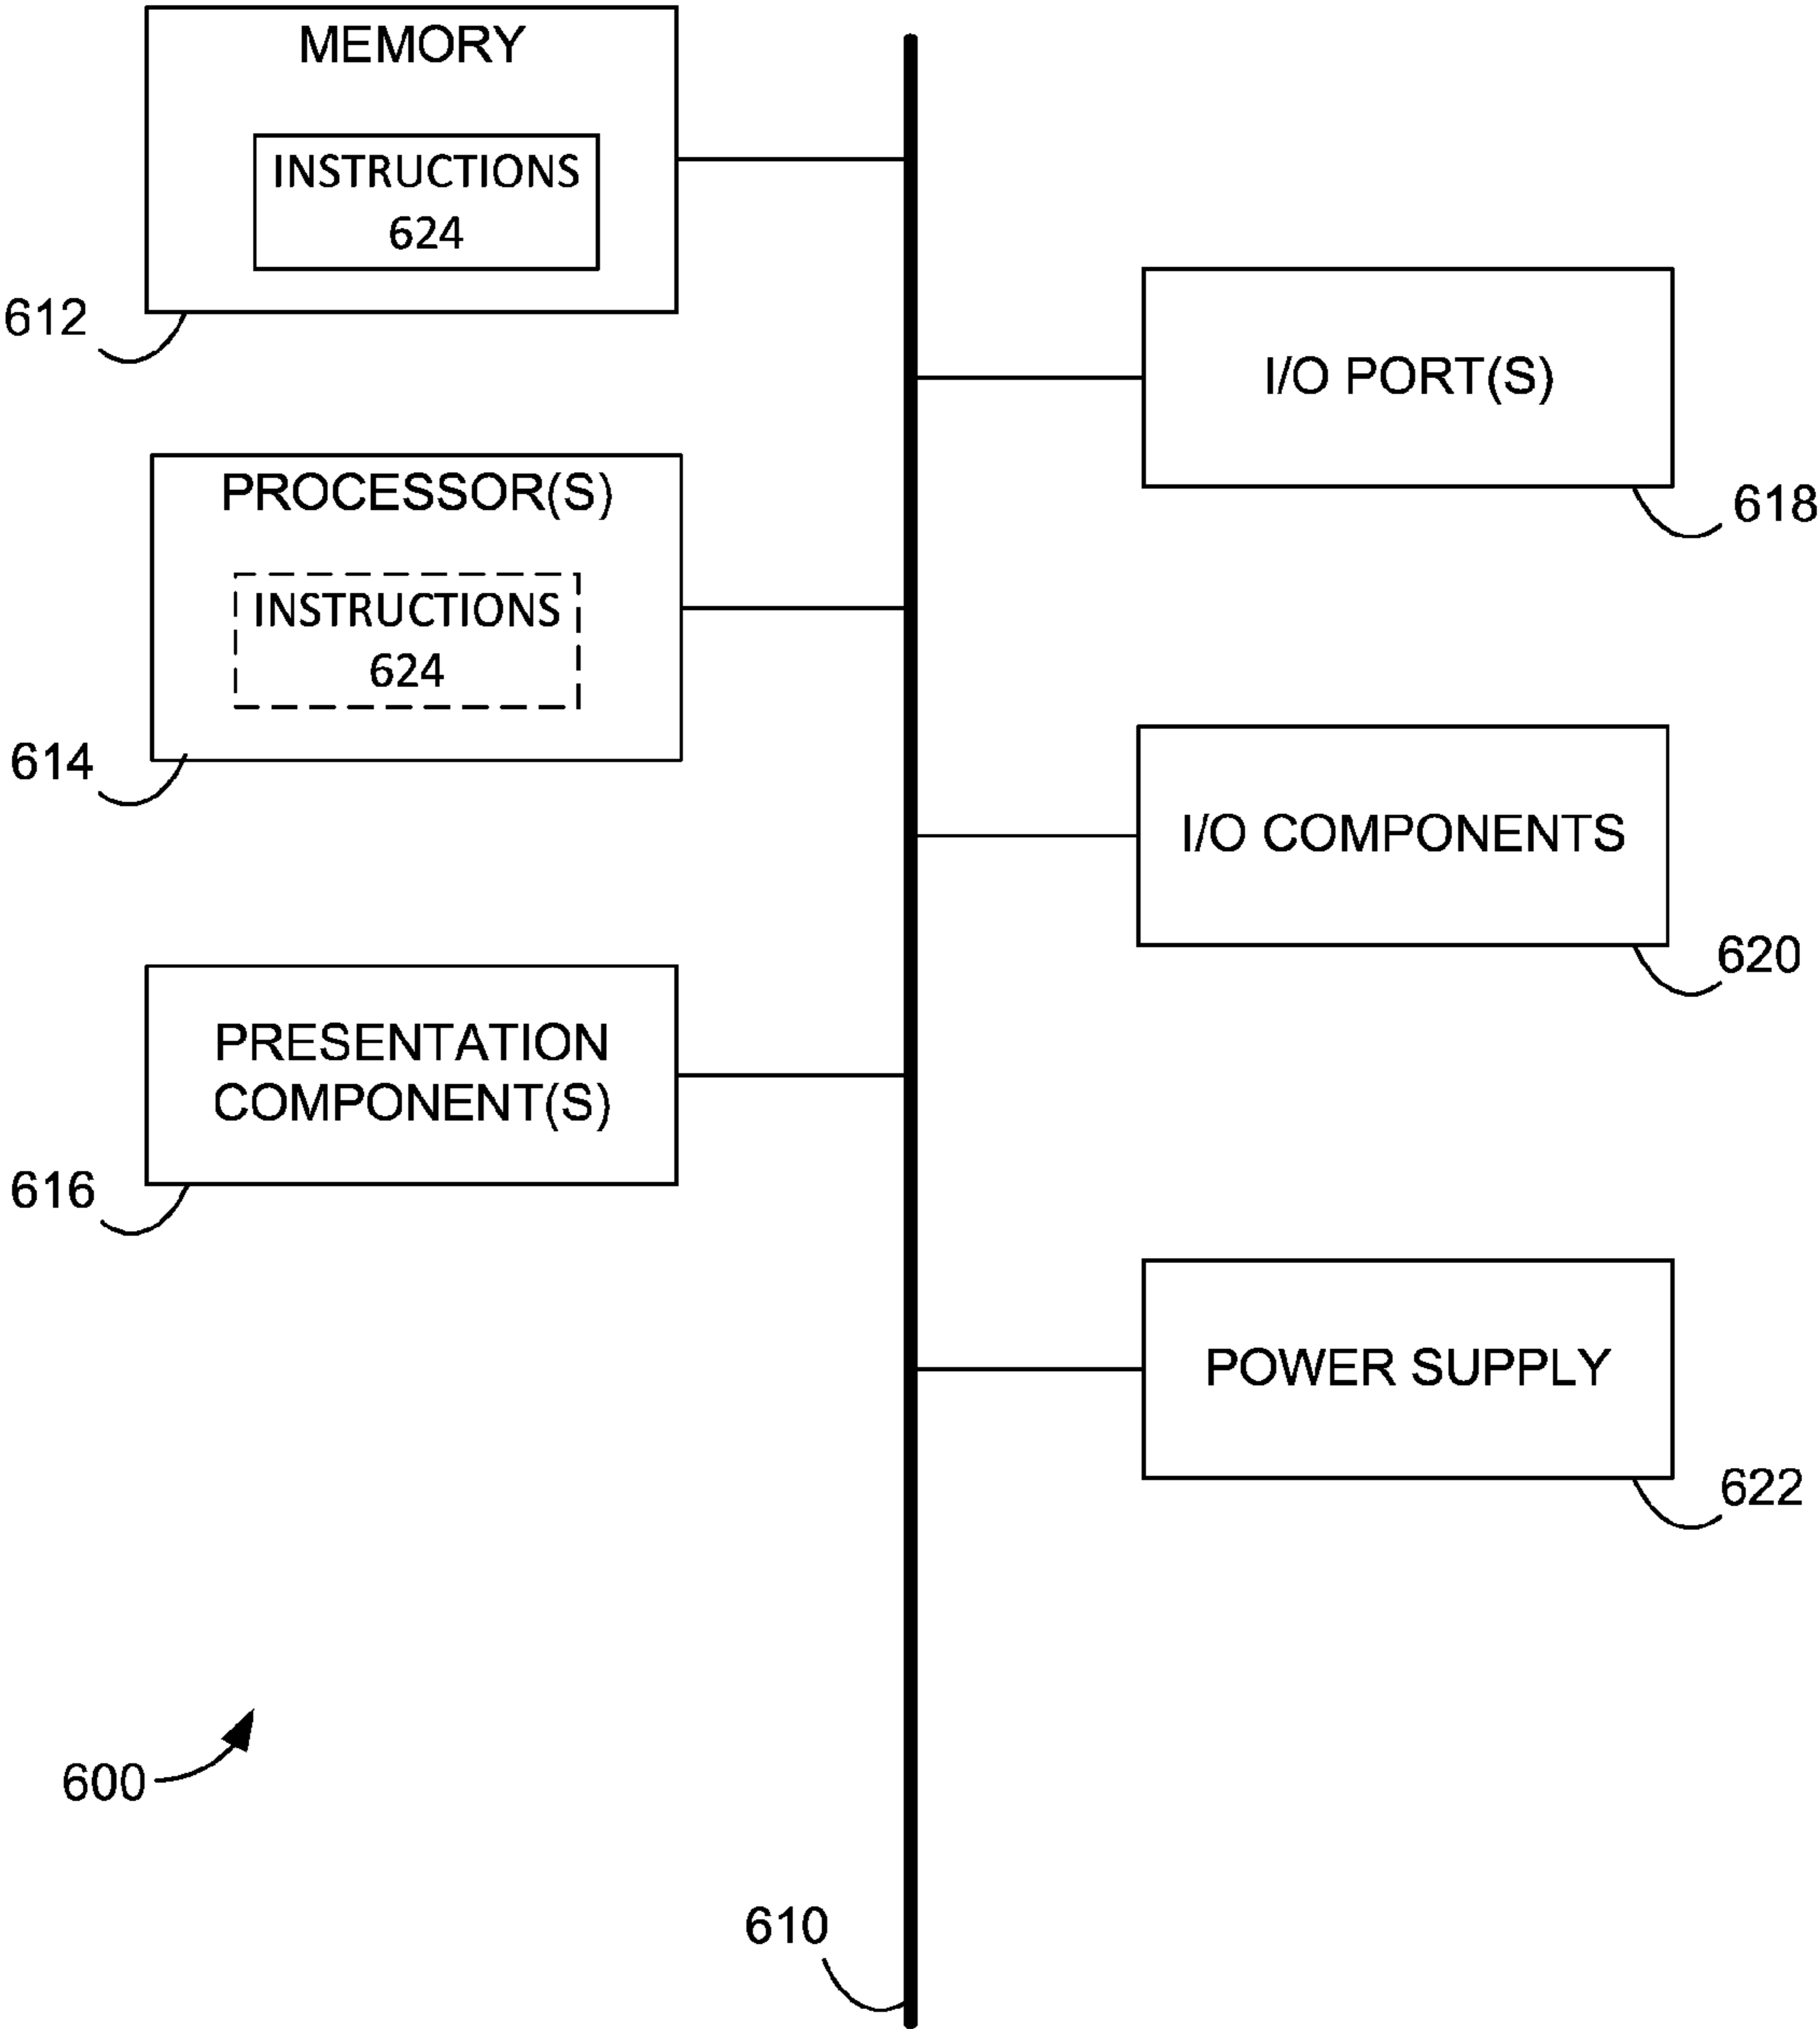 MEMORY
INSTRUCTIONS
624
612
I/O PORT(S)
618
PROCESSOR(S)
INSTRUCTIONS
624
614
I/O COMPONENTS
620
PRESENTATION
COMPONENT(S)
616
POWER SUPPLY
622
600
610